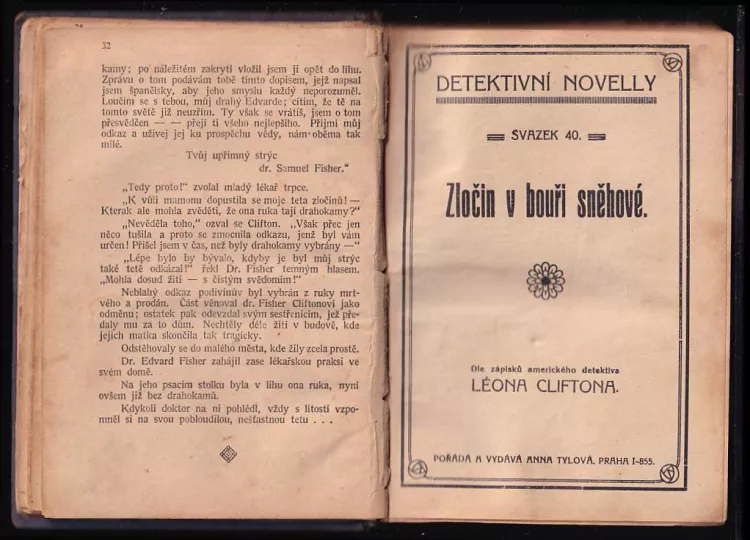 32
kamy; po náležitém zakrytí vložil jsem ji opět do lihu.
Zprávu o tom podávám tobě tímto dopisem, jejž napsal
jsem španělsky, aby jeho smyslu každý neporozuměl.
Loučím se s tebou, můj drahý Edvarde; cítím, že tě na
tomto světě již neuzřím. Ty však se vrátíš, jsem o tom
přesvědčen — — přeji ti všeho nejlepšího. Přijmi můj
odkaz a užívej jej ku prospěchu vědy, nám oběma tak
milé.
Tvůj upřímný strýc
dr. Samuel Fisher.“
„Tedy proto!“ zvolal mladý lékař trpce.
„K vůli mamonu dopustila se moje teta zločinů! —
Kterak ale mohla zvěděti, že ona ruka tají drahokamy?“
„Nevěděla toho,“ ozval se Clifton. „Však přec jen
něco tušila a proto se zmocnila odkazu, jenž byl vám
určen! Přišel jsem v čas, než byly drahokamy vybrány —“
„Lépe bylo by bývalo, kdyby je byl můj strýc
také tetě odkázal!“ řekl Dr. Fisher temným hlasem.
„Mohla dosud žíti — s čistým svědomím!“
Neblahý odkaz podivínův byl vybrán z ruky mrt-
vého a prodán. Část věnoval dr. Fisher Cliftonovi jako
odměnu; ostatek pak odevzdal svým sestřenicím, jež pře-
daly mu za to dům. Nechtěly déle žíti v budově, kde
jejich matka skončila tak tragicky.
Odstěhovaly se do malého města, kde žily zcela prostě.
Dr. Edvard Fisher zahájil zase lékařskou praksi ve
svém domě.
Na jeho psacím stolku byla v lihu ona ruka, nyní
ovšem již bez drahokamů.
Kdykoli doktor na ni pohlédl, vždy s lítostí vzpo-
mněl si na svou pobloudilou, nešťastnou tetu . . .
DETEKTIVNÍ NOVELLY
SVAZEK 40.
Zločin v bouři sněhové.
Dle zápisků amerického detektiva
LÉONA CLIFTONA.
POŘÁDÁ A VYDÁVÁ ANNA TYLOVÁ, PRAHA I-855.